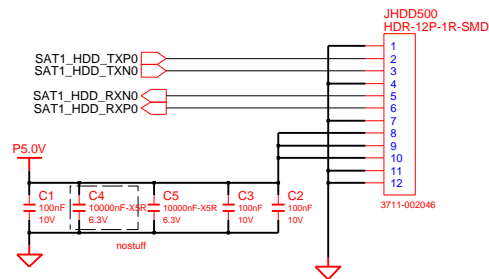 JHDD500
HDR-12P-1R-SMD
SAT1_HDD_TXP0
SAT1_HDD_TXN0
SAT1_HDD_RXN0
SAT1_HDD_RXP0
1
2
3
4
5
6
7
8
9
10
11
12
3711-002046
P5.0V
C1
100nF
10V
C4
10000nF-X5R
6.3V
C5
10000nF-X5R
6.3V
C3
100nF
10V
C2
100nF
10V
nostuff